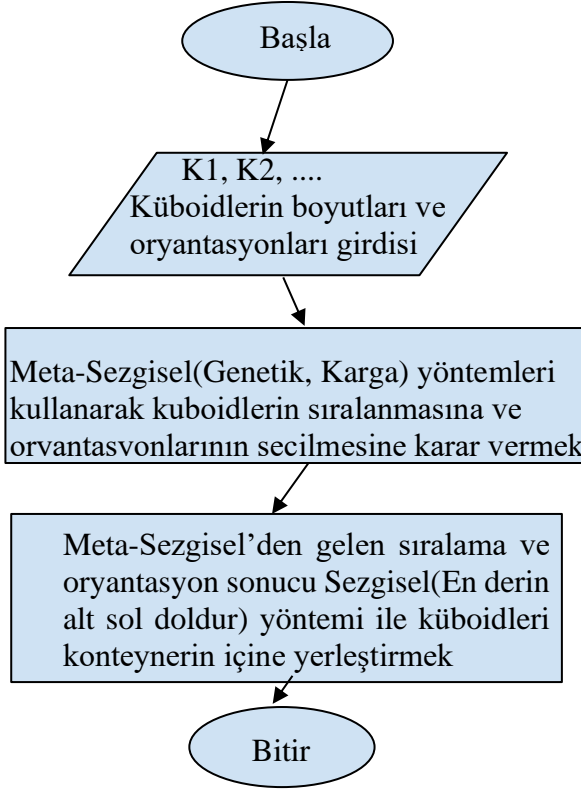 Başla
K1, K2, ....
Küboidlerin boyutları ve
oryantasyonları girdisi
Meta-Sezgisel(Genetik, Karga) yöntemleri
kullanarak kuboidlerin sıralanmasına ve
oryantasyonlarının seçilmesine karar vermek
Meta-Sezgisel’den gelen sıralama ve
oryantasyon sonucu Sezgisel(En derin
alt sol doldur) yöntemi ile küboidleri
konteynerin içine yerleştirmek
Bitir